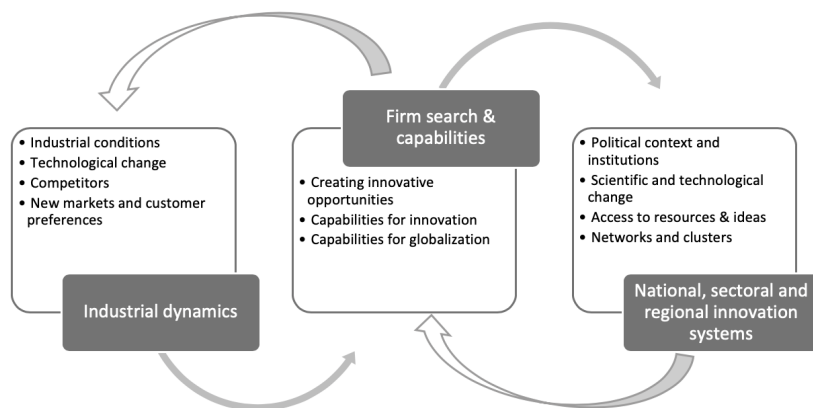 Firm search &
capabilities
• Industrial conditions
• Technological change
• Competitors
• New markets and customer
preferences
Industrial dynamics
• Creating innovative
opportunities
• Capabilities for innovation
• Capabilities for globalization
• Political context and
institutions
• Scientific and technological
change
• Access to resources & ideas
• Networks and clusters
National, sectoral and
regional innovation
systems